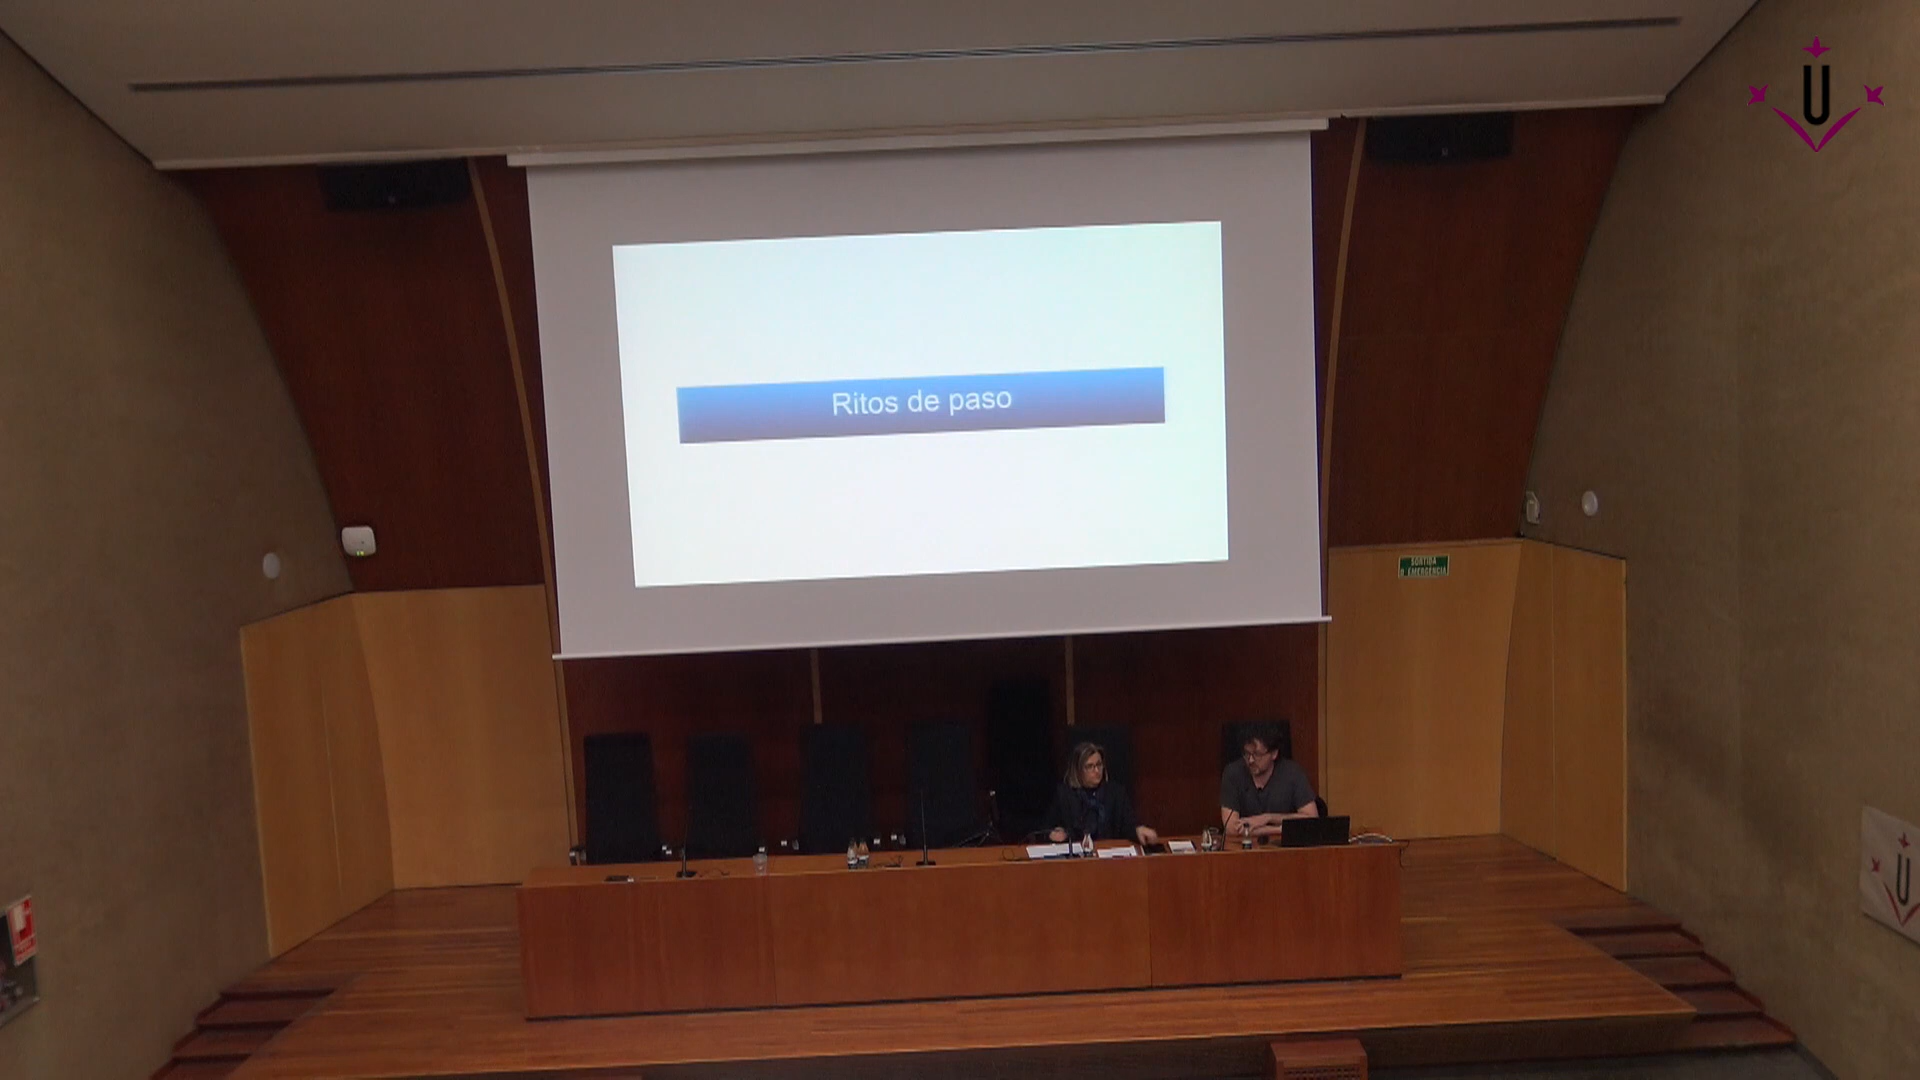 U
Ritos de paso
SORTIDA
D'EMERGÈNCIA
U